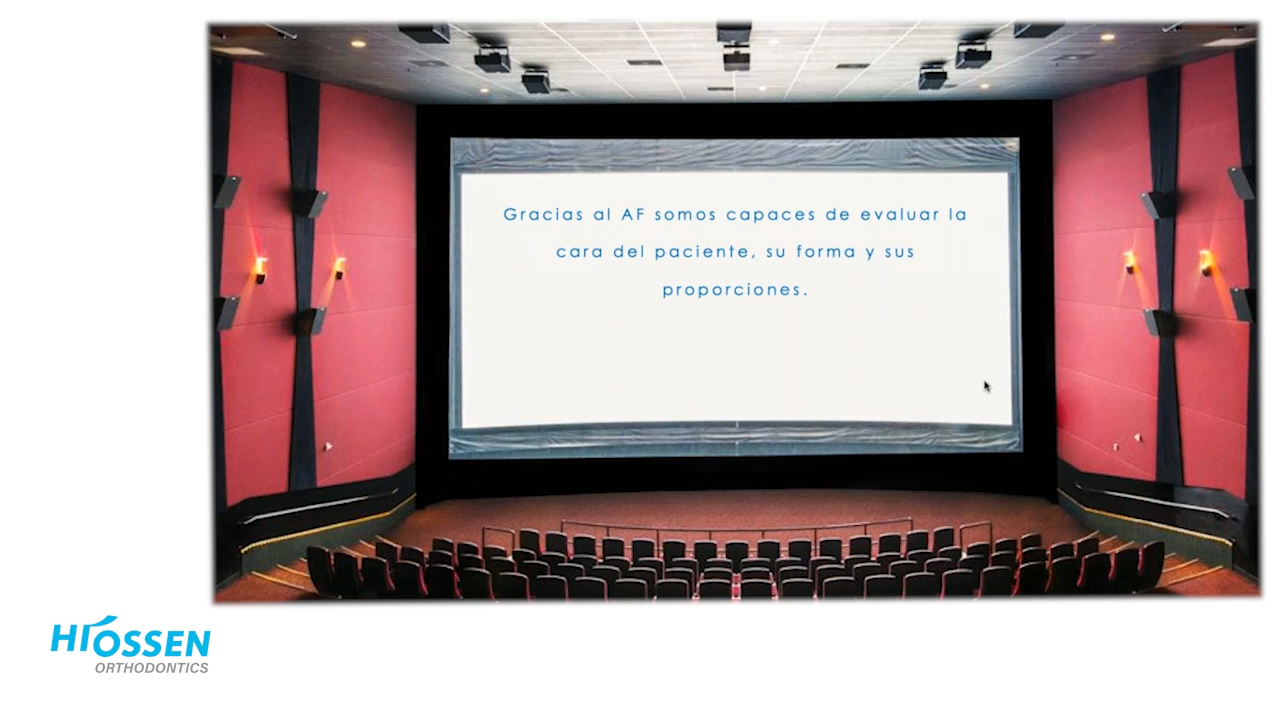 Gracias al AF somos capaces de evaluar la
cara del paciente, su forma y sus
proporciones.
HIOSSEN
ORTHODONTICS